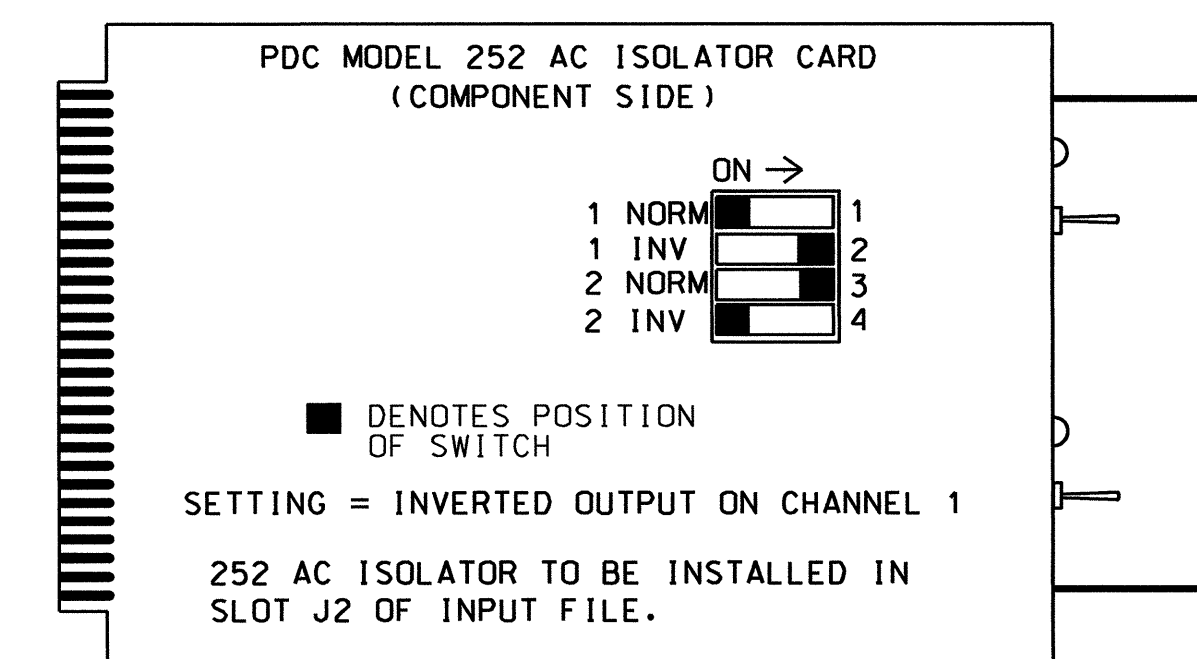 PDC MODEL 252 AC ISOLATOR CARD
(COMPONENT SIDE)
ON →
1 NORM 1
1 INV 2
2 NORM 3
2 INV 4
DENOTES POSITION
OF SWITCH
SETTING = INVERTED OUTPUT ON CHANNEL 1
252 AC ISOLATOR TO BE INSTALLED IN
SLOT J2 OF INPUT FILE.